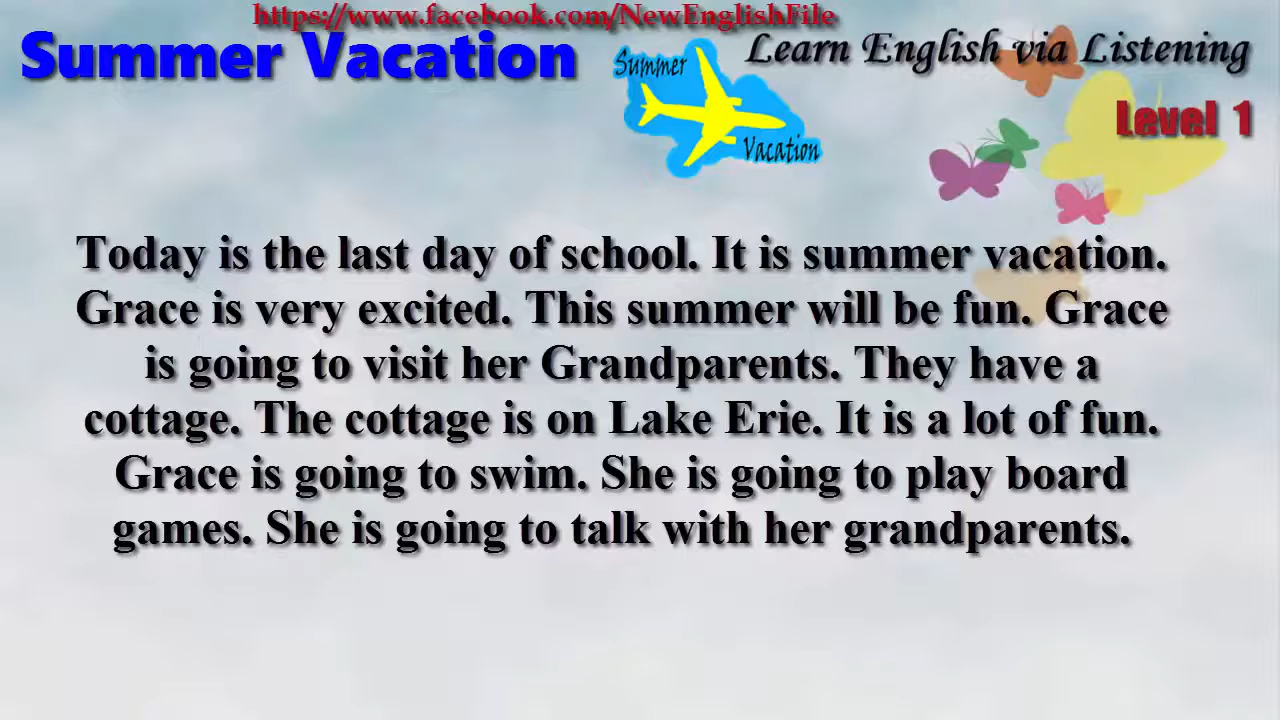 https://www.facebook.com/NewEnglishFile
Summer Vacation
Summer
Vacation
Learn English via Listening
Level 1
Today is the last day of school. It is summer vacation.
Grace is very excited. This summer will be fun. Grace
is going to visit her Grandparents. They have a
cottage. The cottage is on Lake Erie. It is a lot of fun.
Grace is going to swim. She is going to play board
games. She is going to talk with her grandparents.